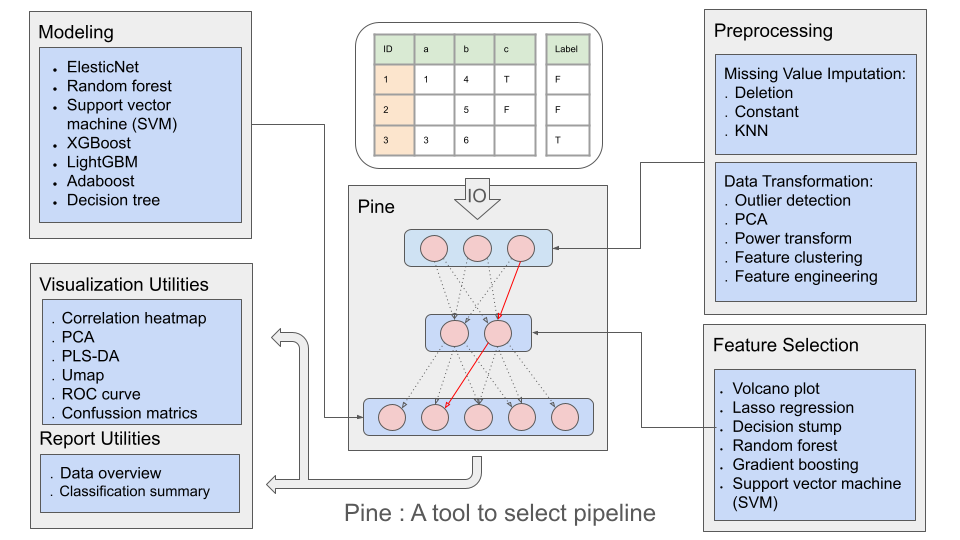 Modeling
ElesticNet
Random forest
Support vector
machine (SVM)
XGBoost
LightGBM
Adaboost
Decision tree
Visualization Utilities
. Correlation heatmap
. PCA
. PLS-DA
. Umap
. ROC curve
. Confussion matrics
Report Utilities
. Data overview
. Classification summary
ID a b c Label
1 1 4 T F
2 5 F F
3 3 6 T
IO
Pine
Pine : A tool to select pipeline
Preprocessing
Missing Value Imputation:
. Deletion
. Constant
. KNN
Data Transformation:
. Outlier detection
. PCA
. Power transform
. Feature clustering
. Feature engineering
Feature Selection
. Volcano plot
. Lasso regression
. Decision stump
. Random forest
. Gradient boosting
. Support vector machine
(SVM)